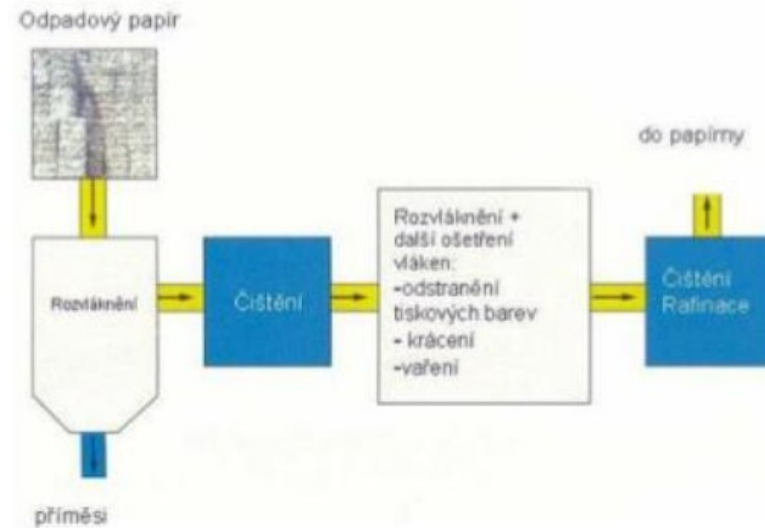 Odpadový papír
do papírny
Rozvláknění
Čištění
Rozvláknění +
další ošetření
vláken:
-odstranění
tiskových barev
- krácení
-vaření
Čištění
Rafinace
příměsi